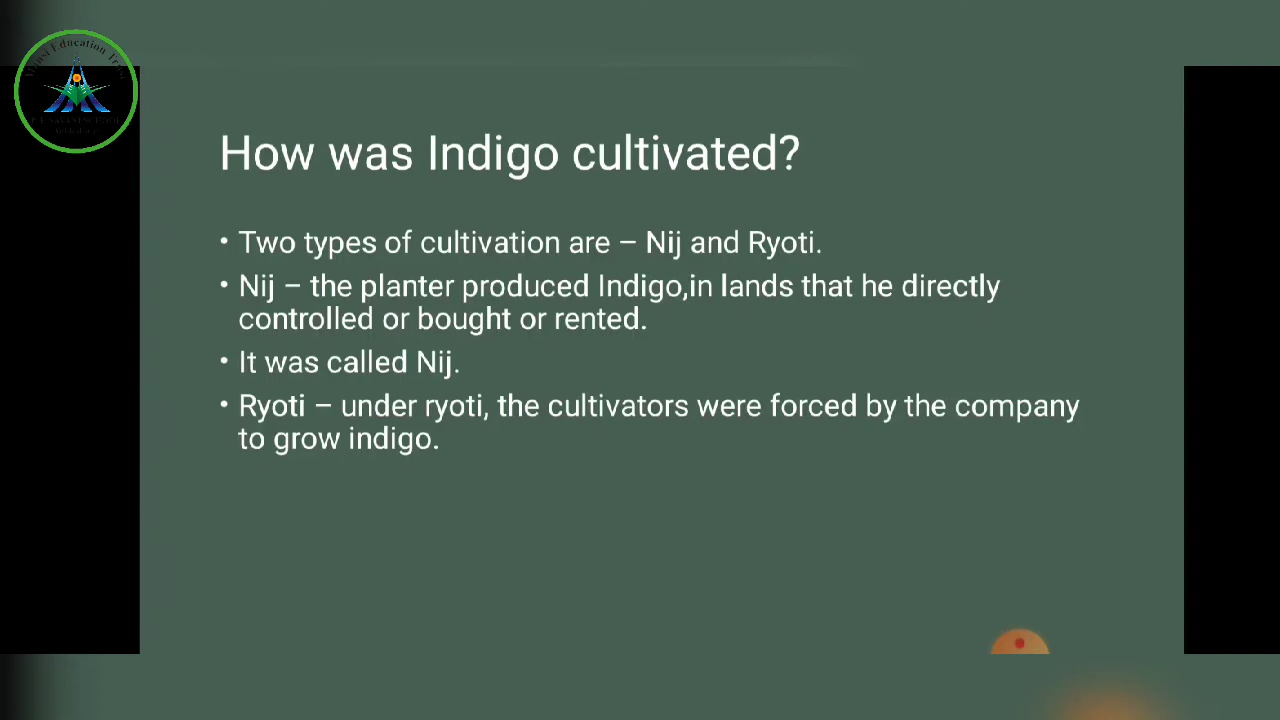 Education
How was Indigo cultivated?
• Two types of cultivation are – Nij and Ryoti.
• Nij – the planter produced Indigo,in lands that he directly
controlled or bought or rented.
• It was called Nij.
• Ryoti – under ryoti, the cultivators were forced by the company
to grow indigo.